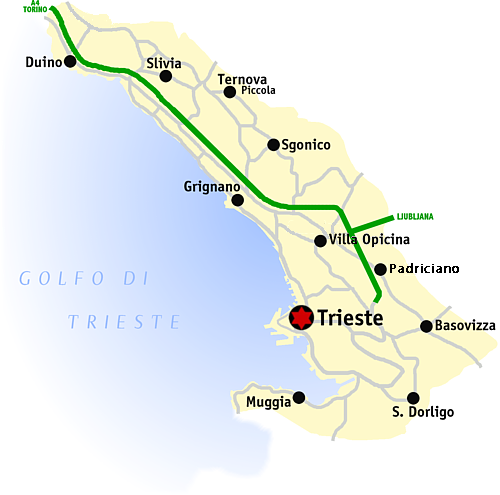 A4
TORINO
Duino
Slivia
Ternova
Piccola
Sgonico
Grignano
LJUBLJANA
Villa Opicina
Padriciano
GOLFO DI
TRIESTE
Trieste
Basovizza
Muggia
S. Dorligo